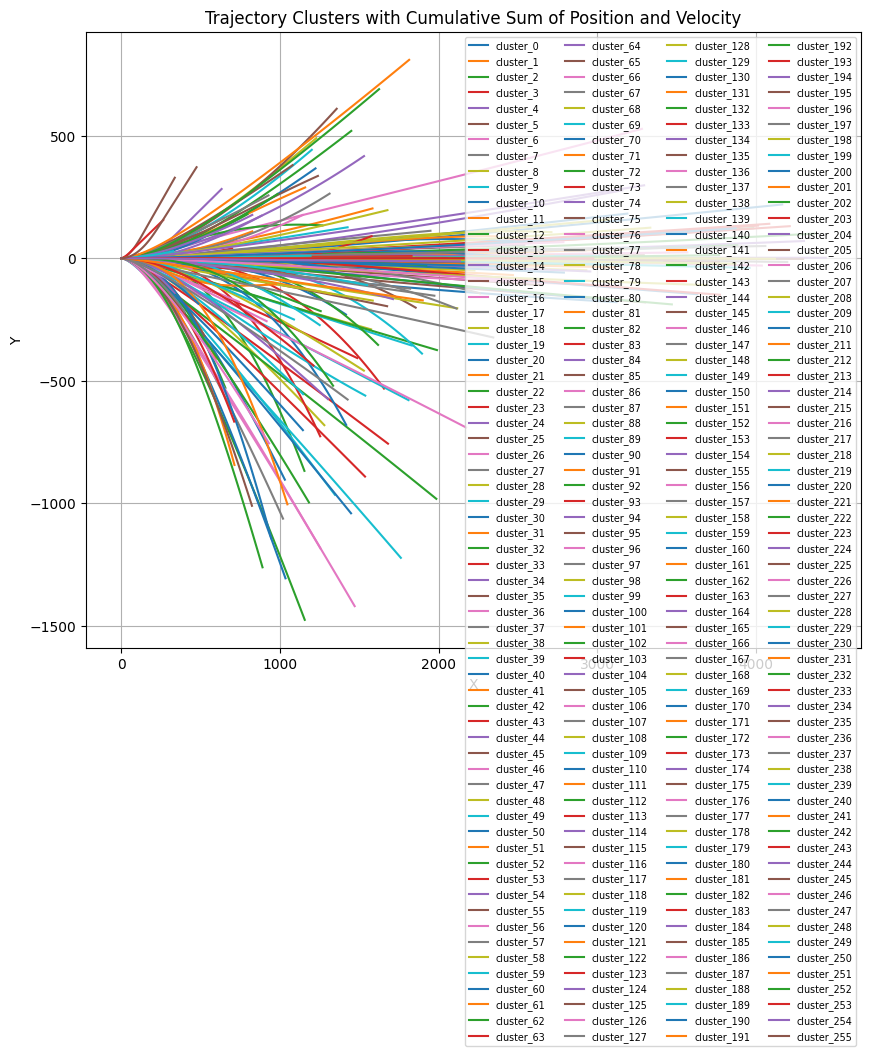 Trajectory Clusters with Cumulative Sum of Position and Velocity
500
0
−500
−1000
−1500
Y
0
1000
2000
3000
4000
X
cluster_0
cluster_1
cluster_2
cluster_3
cluster_4
cluster_5
cluster_6
cluster_7
cluster_8
cluster_9
cluster_10
cluster_11
cluster_12
cluster_13
cluster_14
cluster_15
cluster_16
cluster_17
cluster_18
cluster_19
cluster_20
cluster_21
cluster_22
cluster_23
cluster_24
cluster_25
cluster_26
cluster_27
cluster_28
cluster_29
cluster_30
cluster_31
cluster_32
cluster_33
cluster_34
cluster_35
cluster_36
cluster_37
cluster_38
cluster_39
cluster_40
cluster_41
cluster_42
cluster_43
cluster_44
cluster_45
cluster_46
cluster_47
cluster_48
cluster_49
cluster_50
cluster_51
cluster_52
cluster_53
cluster_54
cluster_55
cluster_56
cluster_57
cluster_58
cluster_59
cluster_60
cluster_61
cluster_62
cluster_63
cluster_64
cluster_65
cluster_66
cluster_67
cluster_68
cluster_69
cluster_70
cluster_71
cluster_72
cluster_73
cluster_74
cluster_75
cluster_76
cluster_77
cluster_78
cluster_79
cluster_80
cluster_81
cluster_82
cluster_83
cluster_84
cluster_85
cluster_86
cluster_87
cluster_88
cluster_89
cluster_90
cluster_91
cluster_92
cluster_93
cluster_94
cluster_95
cluster_96
cluster_97
cluster_98
cluster_99
cluster_100
cluster_101
cluster_102
cluster_103
cluster_104
cluster_105
cluster_106
cluster_107
cluster_108
cluster_109
cluster_110
cluster_111
cluster_112
cluster_113
cluster_114
cluster_115
cluster_116
cluster_117
cluster_118
cluster_119
cluster_120
cluster_121
cluster_122
cluster_123
cluster_124
cluster_125
cluster_126
cluster_127
cluster_128
cluster_129
cluster_130
cluster_131
cluster_132
cluster_133
cluster_134
cluster_135
cluster_136
cluster_137
cluster_138
cluster_139
cluster_140
cluster_141
cluster_142
cluster_143
cluster_144
cluster_145
cluster_146
cluster_147
cluster_148
cluster_149
cluster_150
cluster_151
cluster_152
cluster_153
cluster_154
cluster_155
cluster_156
cluster_157
cluster_158
cluster_159
cluster_160
cluster_161
cluster_162
cluster_163
cluster_164
cluster_165
cluster_166
cluster_167
cluster_168
cluster_169
cluster_170
cluster_171
cluster_172
cluster_173
cluster_174
cluster_175
cluster_176
cluster_177
cluster_178
cluster_179
cluster_180
cluster_181
cluster_182
cluster_183
cluster_184
cluster_185
cluster_186
cluster_187
cluster_188
cluster_189
cluster_190
cluster_191
cluster_192
cluster_193
cluster_194
cluster_195
cluster_196
cluster_197
cluster_198
cluster_199
cluster_200
cluster_201
cluster_202
cluster_203
cluster_204
cluster_205
cluster_206
cluster_207
cluster_208
cluster_209
cluster_210
cluster_211
cluster_212
cluster_213
cluster_214
cluster_215
cluster_216
cluster_217
cluster_218
cluster_219
cluster_220
cluster_221
cluster_222
cluster_223
cluster_224
cluster_225
cluster_226
cluster_227
cluster_228
cluster_229
cluster_230
cluster_231
cluster_232
cluster_233
cluster_234
cluster_235
cluster_236
cluster_237
cluster_238
cluster_239
cluster_240
cluster_241
cluster_242
cluster_243
cluster_244
cluster_245
cluster_246
cluster_247
cluster_248
cluster_249
cluster_250
cluster_251
cluster_252
cluster_253
cluster_254
cluster_255